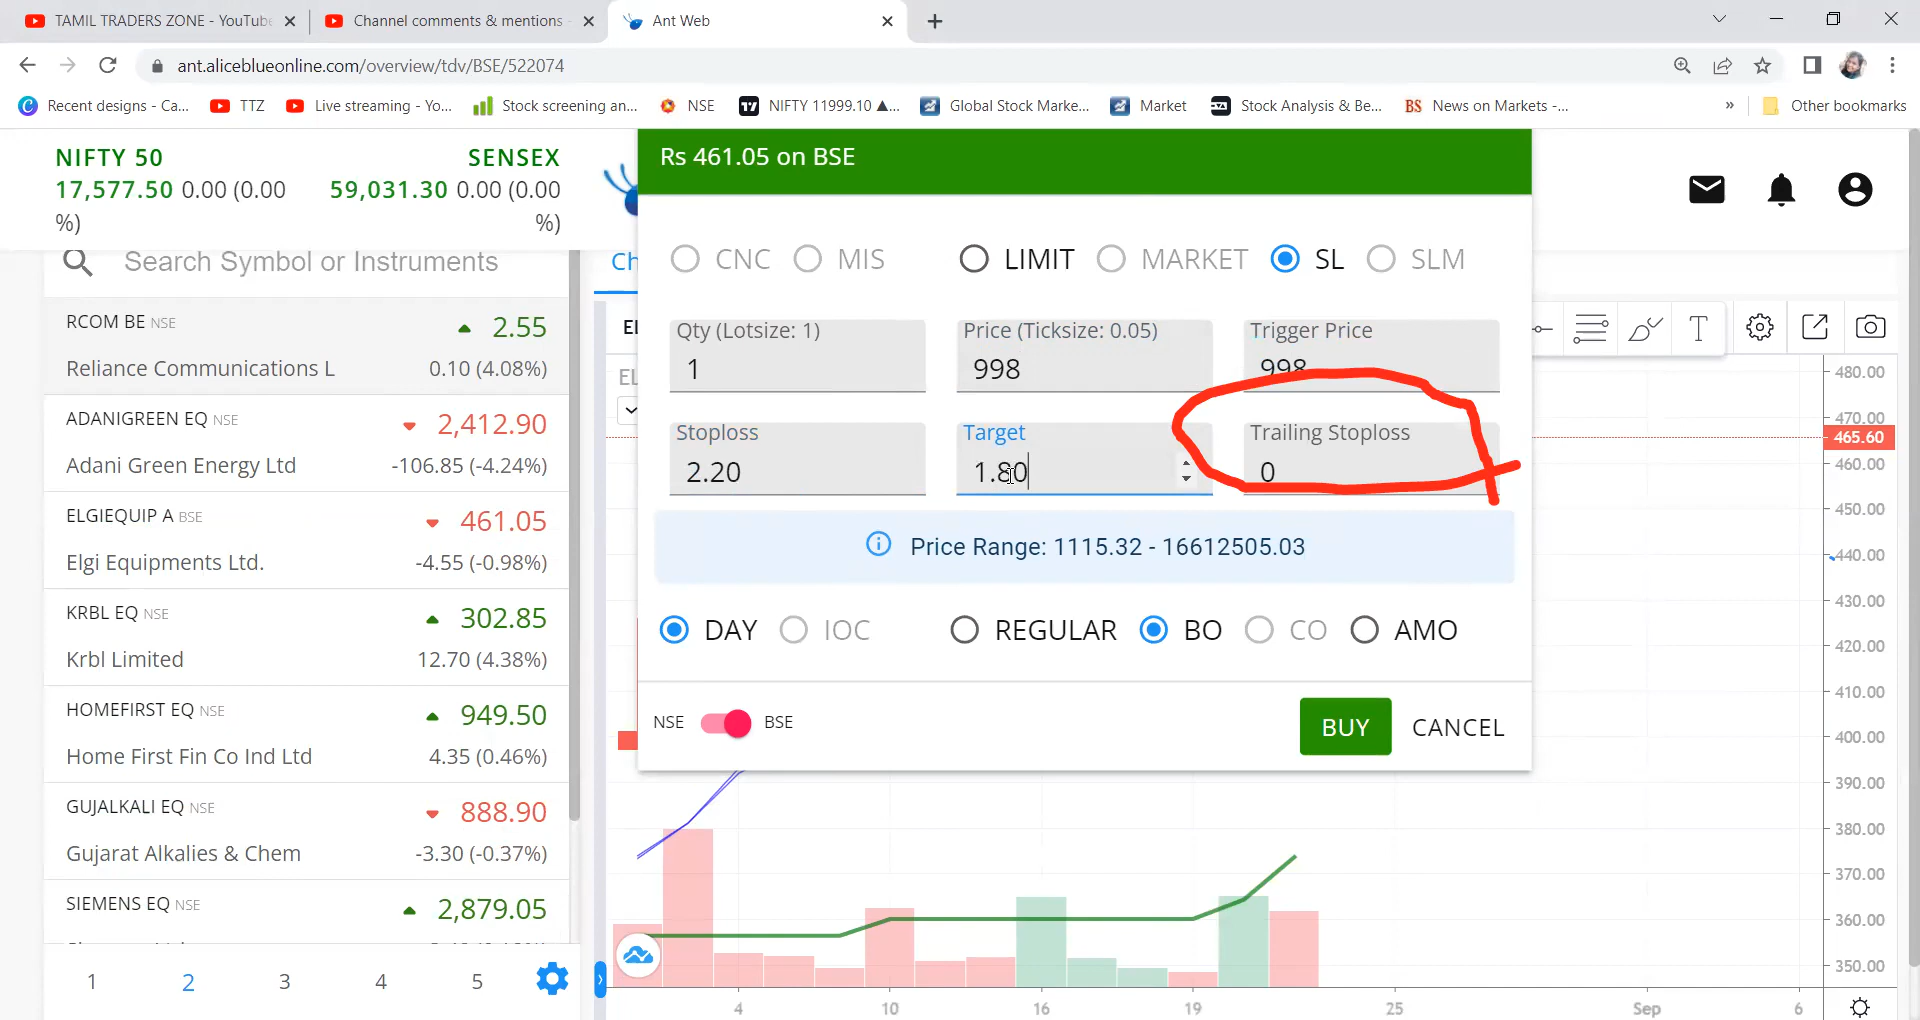 TAMIL TRADERS ZONE - YouTube
Channel comments & mentions -
Ant Web
ant.aliceblueonline.com/overview/tdv/BSE/522074
Recent designs - Ca...
TTZ
Live streaming - Yo...
Stock screening an...
NSE
NIFTY 11999.10 ▲...
Global Stock Marke...
Market
Stock Analysis & Be...
BS News on Markets -...
»
Other bookmarks
NIFTY 50
17,577.50 0.00 (0.00
%)
SENSEX
59,031.30 0.00 (0.00
%)
Search Symbol or Instruments
RCOM BE NSE
2.55
Reliance Communications L
0.10 (4.08%)
ADANIGREEN EQ NSE
2,412.90
Adani Green Energy Ltd
-106.85 (-4.24%)
ELGIEQUIP A BSE
461.05
Elgi Equipments Ltd.
-4.55 (-0.98%)
KRBL EQ NSE
302.85
Krbl Limited
12.70 (4.38%)
HOMEFIRST EQ NSE
949.50
Home First Fin Co Ind Ltd
4.35 (0.46%)
GUJALKALI EQ NSE
888.90
Gujarat Alkalies & Chem
-3.30 (-0.37%)
SIEMENS EQ NSE
2,879.05
1 2 3 4 5
Ch
EL
EL
Rs 461.05 on BSE
CNC MIS LIMIT MARKET SL SLM
Qty (Lotsize: 1)
1
Price (Ticksize: 0.05)
998
Trigger Price
998
Stoploss
2.20
Target
1.80
Trailing Stoploss
0
Price Range: 1115.32 - 16612505.03
DAY IOC REGULAR BO CO AMO
NSE BSE
BUY CANCEL
T
480.00
470.00
465.60
460.00
450.00
440.00
430.00
420.00
410.00
400.00
390.00
380.00
370.00
360.00
350.00
4 10 16 19 25 Sep 6